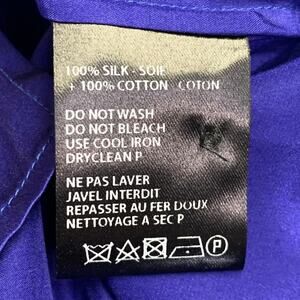 100% SILK - SOIE
+ 100% COTTON - COTON
DO NOT WASH
DO NOT BLEACH
USE COOL IRON
DRYCLEAN P
NE PAS LAVER
JAVEL INTERDIT
REPASSER AU FER DOUX
NETTOYAGE A SEC P
P